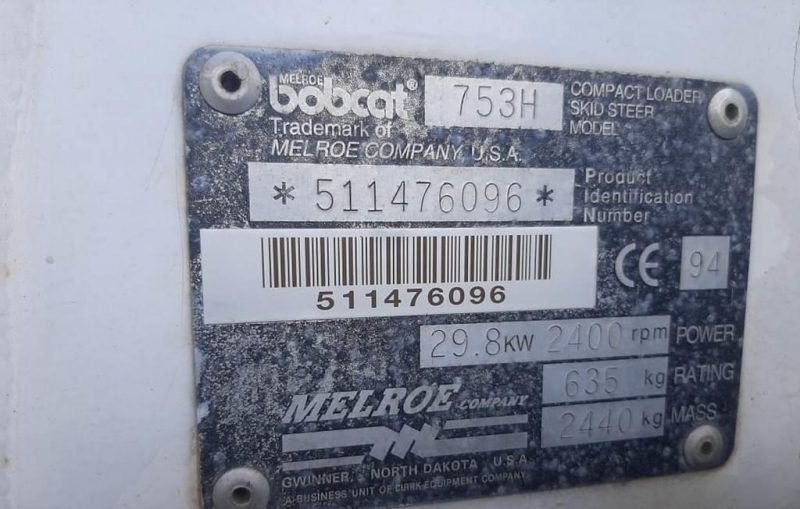 MELROE
bobcat® 753H COMPACT LOADER
SKID STEER
MODEL
Trademark of
MELROE COMPANY U.S.A.
*511476096* Product
Identification
Number
511476096
CE 94
29.8KW 2400 rpm POWER
635 kg RATING
2440 kg MASS
MELROE COMPANY
GWINNER, NORTH DAKOTA U.S.A
A BUSINESS UNIT OF CLARK EQUIPMENT COMPANY